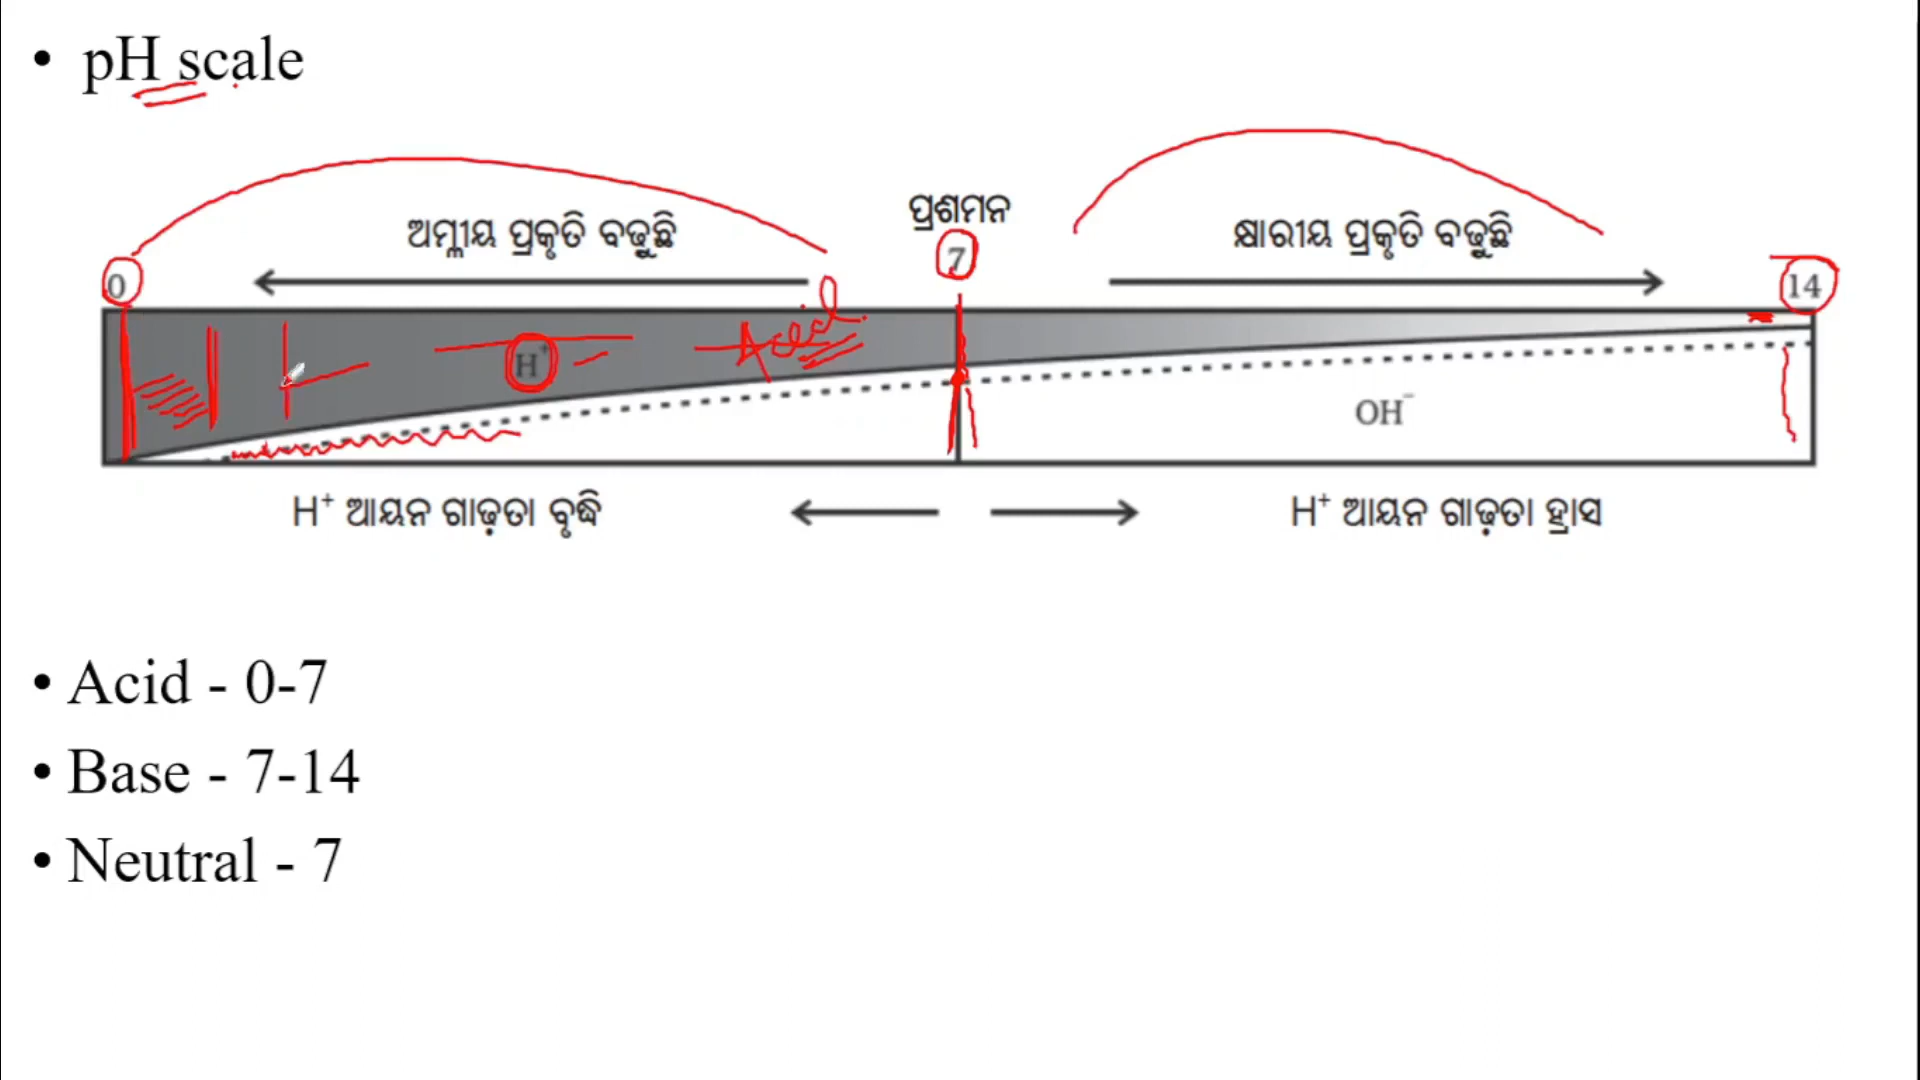 • pH scale
ପ୍ରଶମନ
ଅମ୍ଳୀୟ ପ୍ରକୃତି ବଢୁଛି
କ୍ଷାରୀୟ ପ୍ରକୃତି ବଢୁଛି
0 7 14
H⁺ Acid
OH⁻
H⁺ ଆୟନ ଗାଢ଼ତା ବୃଦ୍ଧି
H⁺ ଆୟନ ଗାଢ଼ତା ହ୍ରାସ
• Acid - 0-7
• Base - 7-14
• Neutral - 7